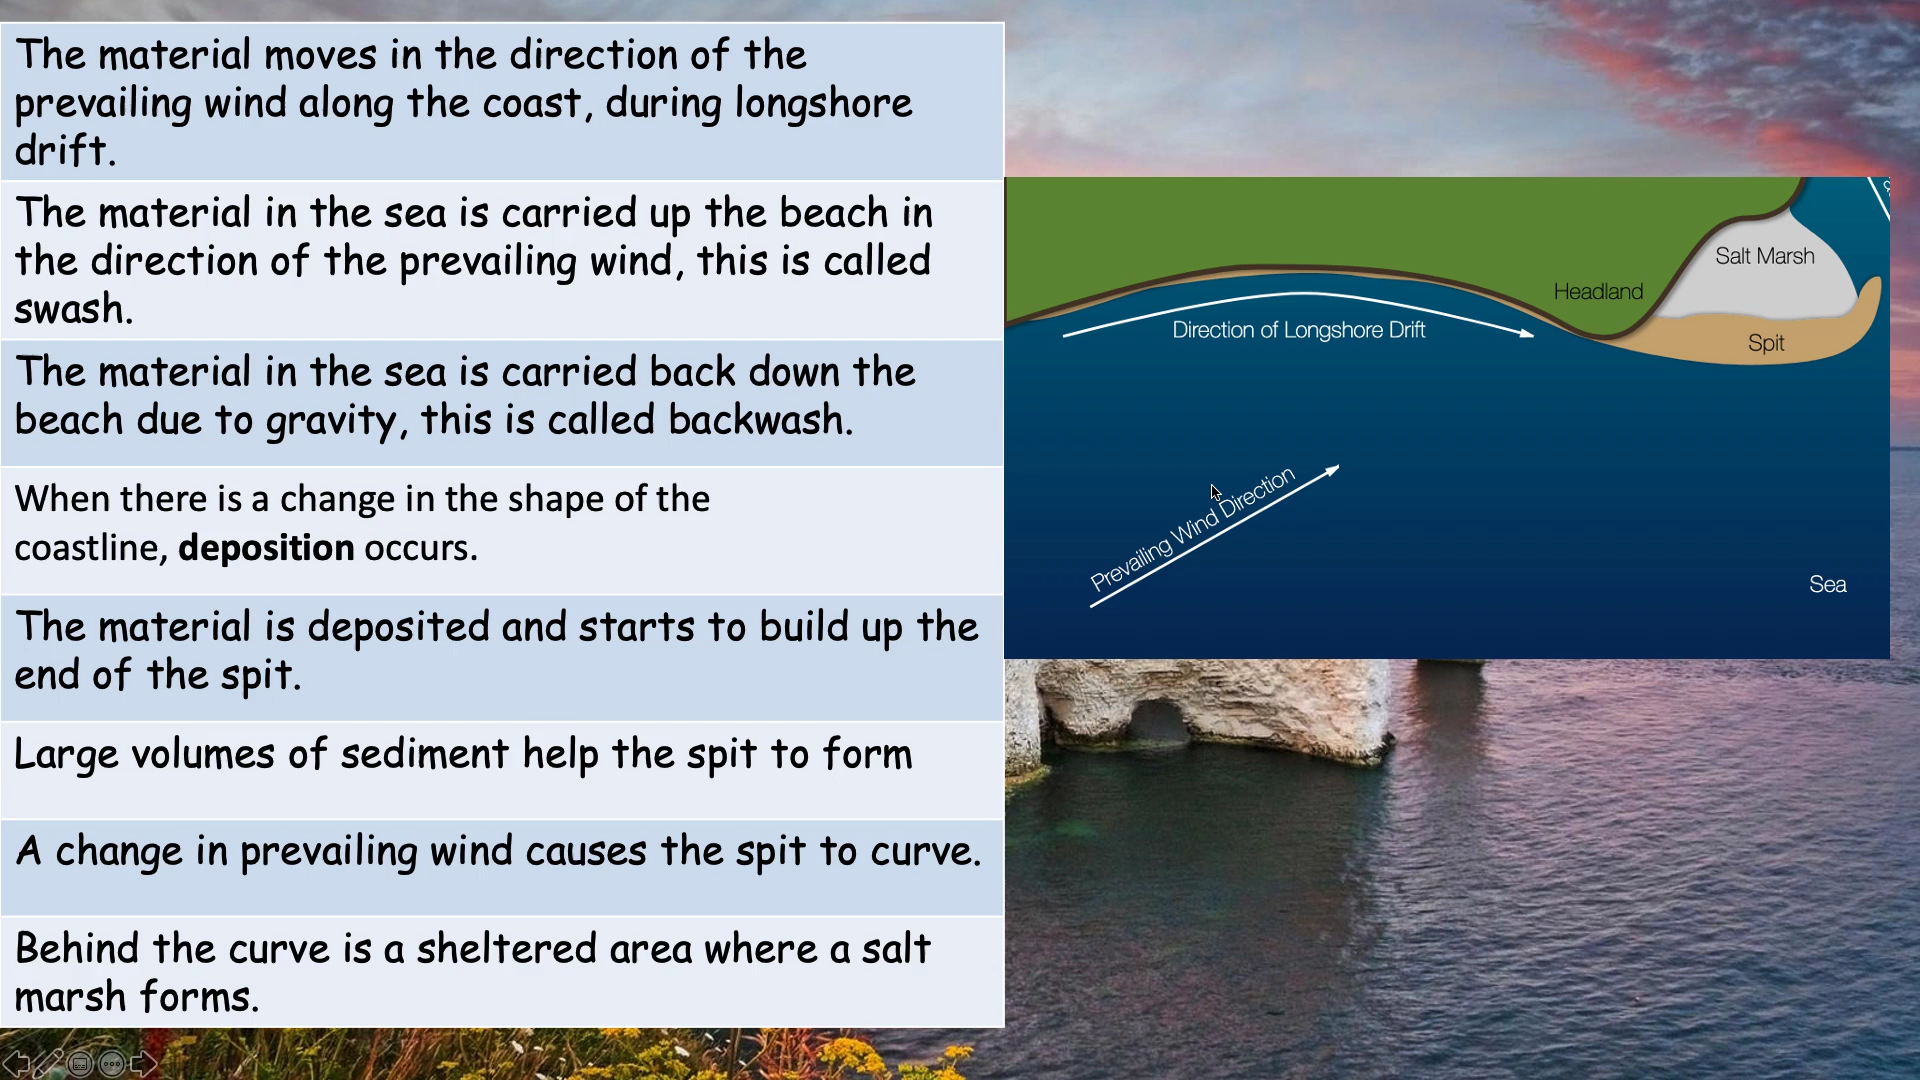 The material moves in the direction of the
prevailing wind along the coast, during longshore
drift.
The material in the sea is carried up the beach in
the direction of the prevailing wind, this is called
swash.
The material in the sea is carried back down the
beach due to gravity, this is called backwash.
When there is a change in the shape of the
coastline, deposition occurs.
The material is deposited and starts to build up the
end of the spit.
Large volumes of sediment help the spit to form
A change in prevailing wind causes the spit to curve.
Behind the curve is a sheltered area where a salt
marsh forms.
Salt Marsh
Headland
Direction of Longshore Drift
Spit
Prevailing Wind Direction
Sea